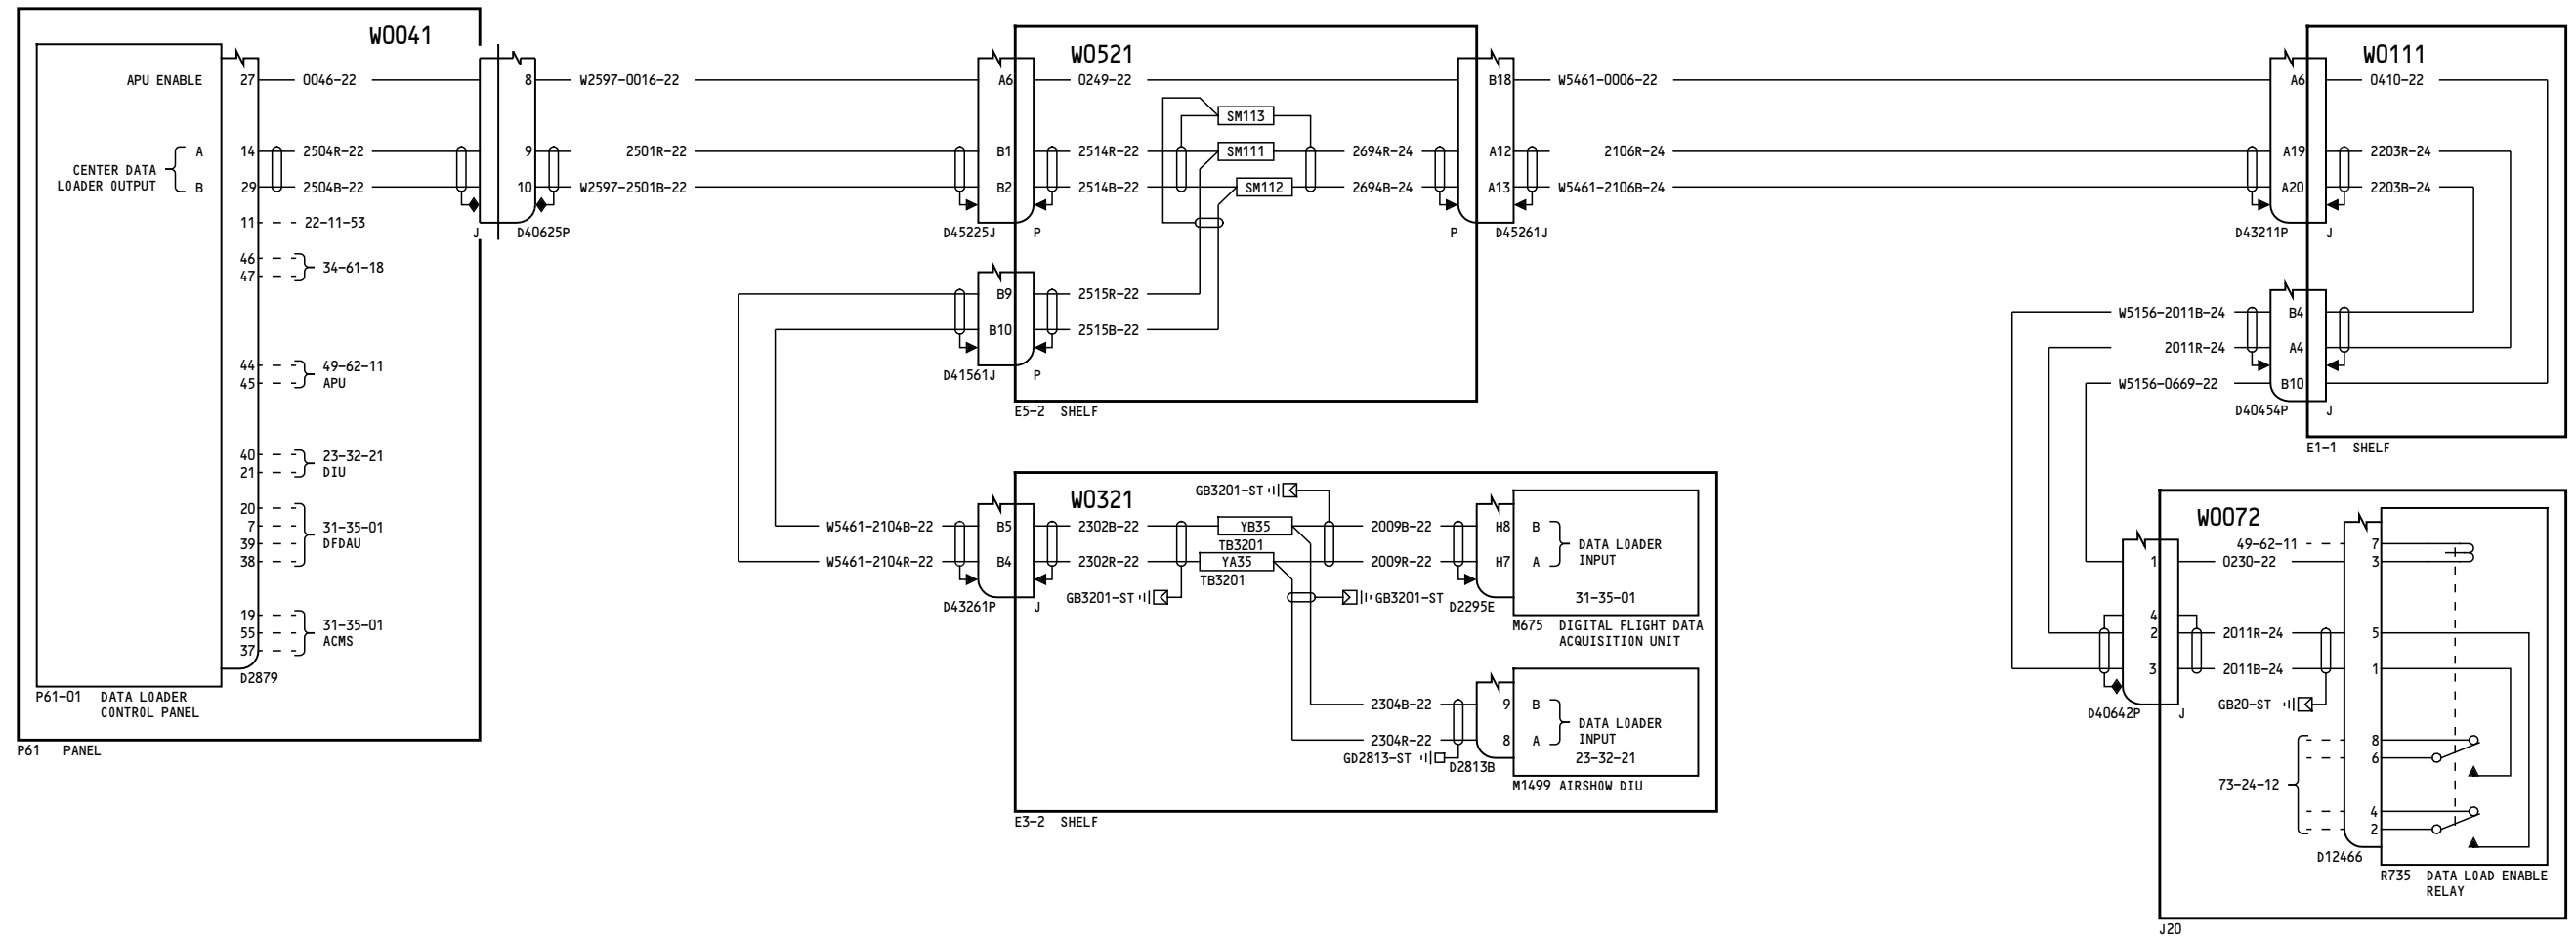 W0041
APU ENABLE
27
0046-22
8
W2597-0016-22
CENTER DATA
LOADER OUTPUT
A
B
14
2504R-22
9
2501R-22
29
2504B-22
10
W2597-2501B-22
11
22-11-53
J
D40625P
46
47
34-61-18
44
45
49-62-11
APU
40
21
23-32-21
DIU
20
7
39
38
31-35-01
DFDAU
19
55
37
31-35-01
ACMS
D2879
P61-01 DATA LOADER
CONTROL PANEL
P61 PANEL
W0521
A6
0249-22
B18
W5461-0006-22
SM113
B1
2514R-22
SM111
2694R-24
A12
2106R-24
B2
2514B-22
SM112
2694B-24
A13
W5461-2106B-24
D45225J
P
P
D45261J
B9
2515R-22
B10
2515B-22
D41561J
P
E5-2 SHELF
W0321
GB3201-ST
W5461-2104B-22
B5
2302B-22
YB35
TB3201
2009B-22
H8
B
W5461-2104R-22
B4
2302R-22
YA35
TB3201
2009R-22
H7
A
DATA LOADER
INPUT
31-35-01
D43261P
J
GB3201-ST
GB3201-ST
D2295E
M675 DIGITAL FLIGHT DATA
ACQUISITION UNIT
2304B-22
9
B
2304R-22
8
A
DATA LOADER
INPUT
23-32-21
GD2813-ST
D2813B
M1499 AIRSHOW DIU
E3-2 SHELF
W0111
A6
0410-22
A19
2203R-24
A20
2203B-24
D43211P
J
W5156-2011B-24
B4
2011R-24
A4
W5156-0669-22
B10
D40454P
J
E1-1 SHELF
W0072
49-62-11
7
1
0230-22
3
4
2
2011R-24
5
3
2011B-24
1
GB20-ST
D40642P
J
8
6
73-24-12
4
2
D12466
R735 DATA LOAD ENABLE
RELAY
J20